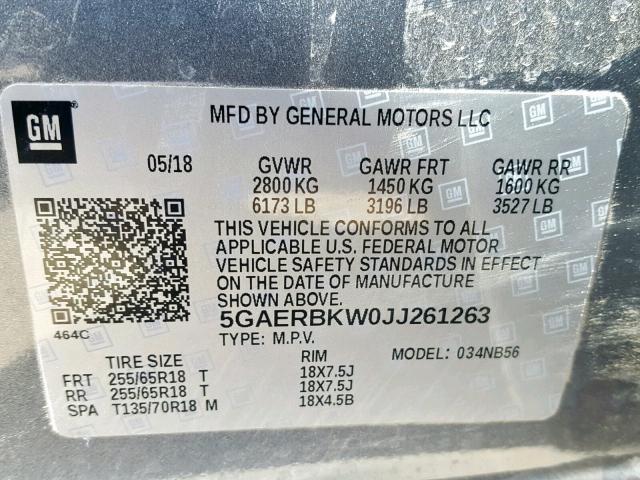 GM
MFD BY GENERAL MOTORS LLC
05/18 GVWR GAWR FRT GAWR RR
2800 KG 1450 KG 1600 KG
6173 LB 3196 LB 3527 LB
THIS VEHICLE CONFORMS TO ALL
APPLICABLE U.S. FEDERAL MOTOR
VEHICLE SAFETY STANDARDS IN EFFECT
ON THE DATE OF MANUFACTURE
SHOWN ABOVE.
464C
5GAERBKW0JJ261263
TYPE: M.P.V. MODEL: 034NB56
TIRE SIZE RIM
FRT 255/65R18 T 18X7.5J
RR 255/65R18 T 18X7.5J
SPA T135/70R18 M 18X4.5B